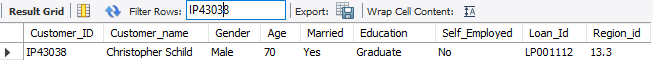 Result Grid Filter Rows: IP43038 Export: Wrap Cell Content:
Customer_ID Customer_name Gender Age Married Education Self_Employed Loan_Id Region_id
IP43038 Christopher Schild Male 70 Yes Graduate No LP001112 13.3